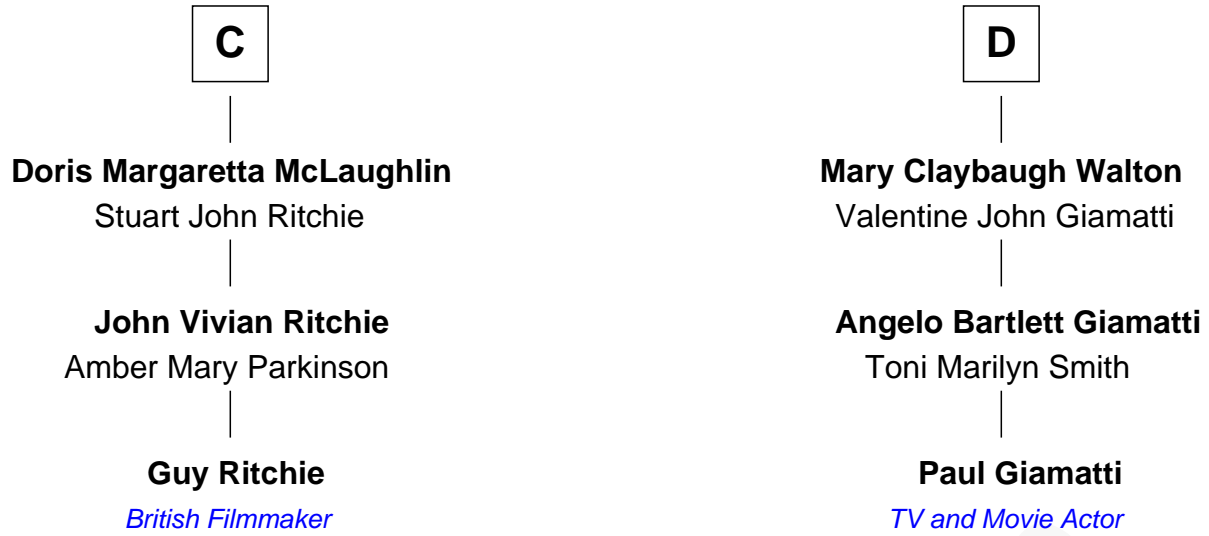 C
Doris Margaretta McLaughlin
Stuart John Ritchie
John Vivian Ritchie
Amber Mary Parkinson
Guy Ritchie
British Filmmaker
D
Mary Claybaugh Walton
Valentine John Giamatti
Angelo Bartlett Giamatti
Toni Marilyn Smith
Paul Giamatti
TV and Movie Actor